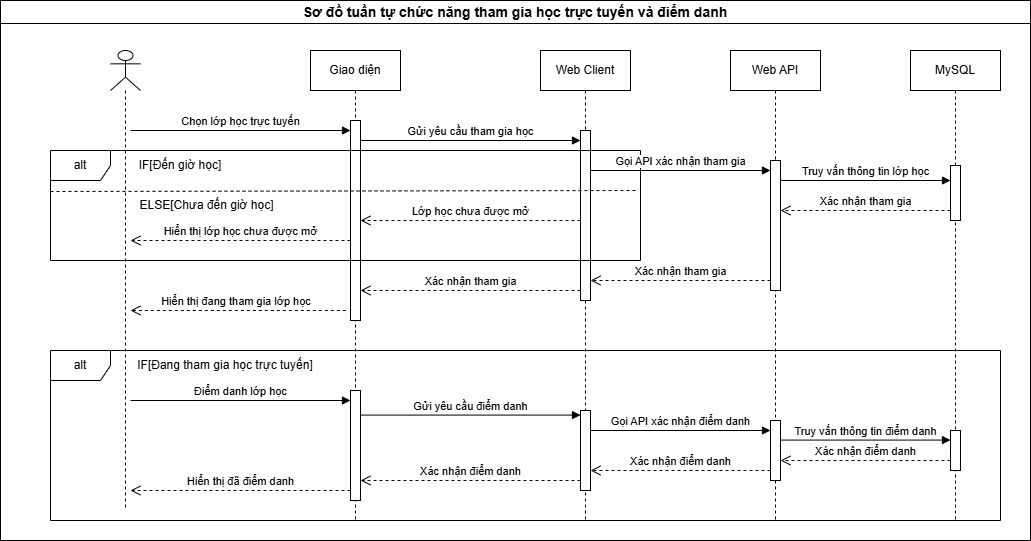 Sơ đồ tuần tự chức năng tham gia học trực tuyến và điểm danh
Giao diện
Web Client
Web API
MySQL
Chọn lớp học trực tuyến
Gửi yêu cầu tham gia học
alt
IF[Đến giờ học]
Gọi API xác nhận tham gia
Truy vấn thông tin lớp học
Xác nhận tham gia
ELSE[Chưa đến giờ học]
Lớp học chưa được mở
Hiển thị lớp học chưa được mở
Xác nhận tham gia
Xác nhận tham gia
Hiển thị đang tham gia lớp học
alt
IF[Đang tham gia học trực tuyến]
Điểm danh lớp học
Gửi yêu cầu điểm danh
Gọi API xác nhận điểm danh
Truy vấn thông tin điểm danh
Xác nhận điểm danh
Xác nhận điểm danh
Xác nhận điểm danh
Hiển thị đã điểm danh